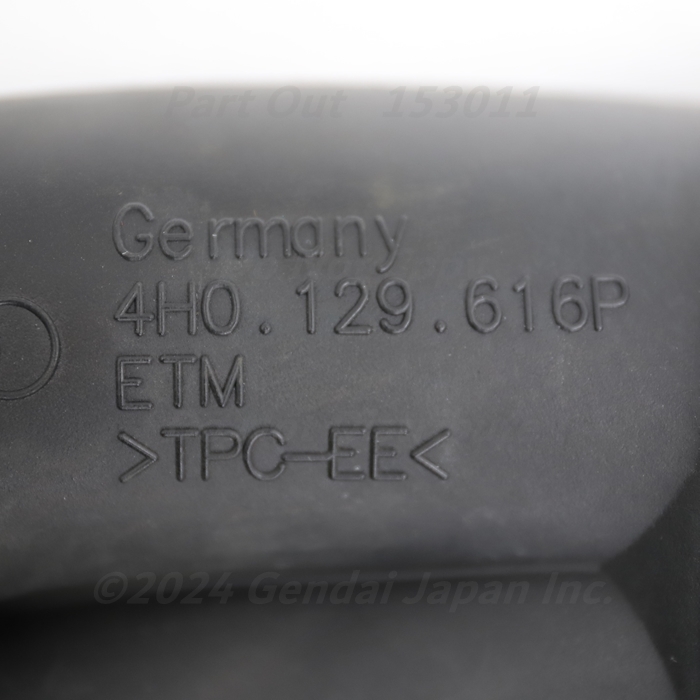 Part Out 153011
Germany
4H0.129.616P
ETM
>TPC-EE<
©2024 Gendai Japan Inc.